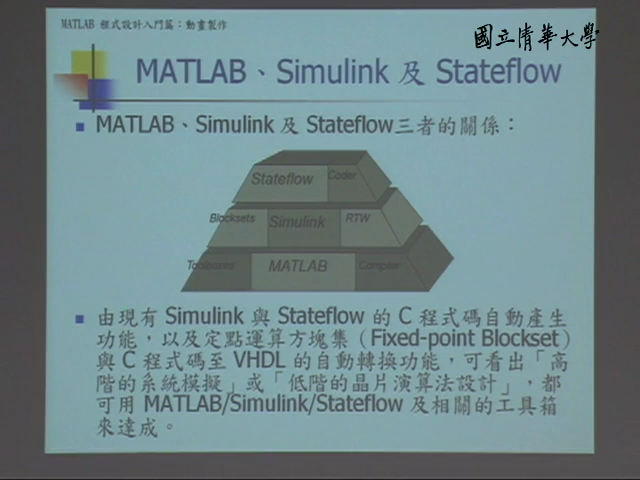 MATLAB 程式設計入門篇：動畫製作
國立清華大學
MATLAB、Simulink 及 Stateflow
MATLAB、Simulink 及 Stateflow三者的關係：
Stateflow Coder
Blocksets Simulink RTW
Toolboxes MATLAB Compiler
由現有 Simulink 與 Stateflow 的 C 程式碼自動產生
功能，以及定點運算方塊集（Fixed-point Blockset）
與 C 程式碼至 VHDL 的自動轉換功能，可看出「高
階的系統模擬」或「低階的晶片演算法設計」，都
可用 MATLAB/Simulink/Stateflow 及相關的工具箱
來達成。